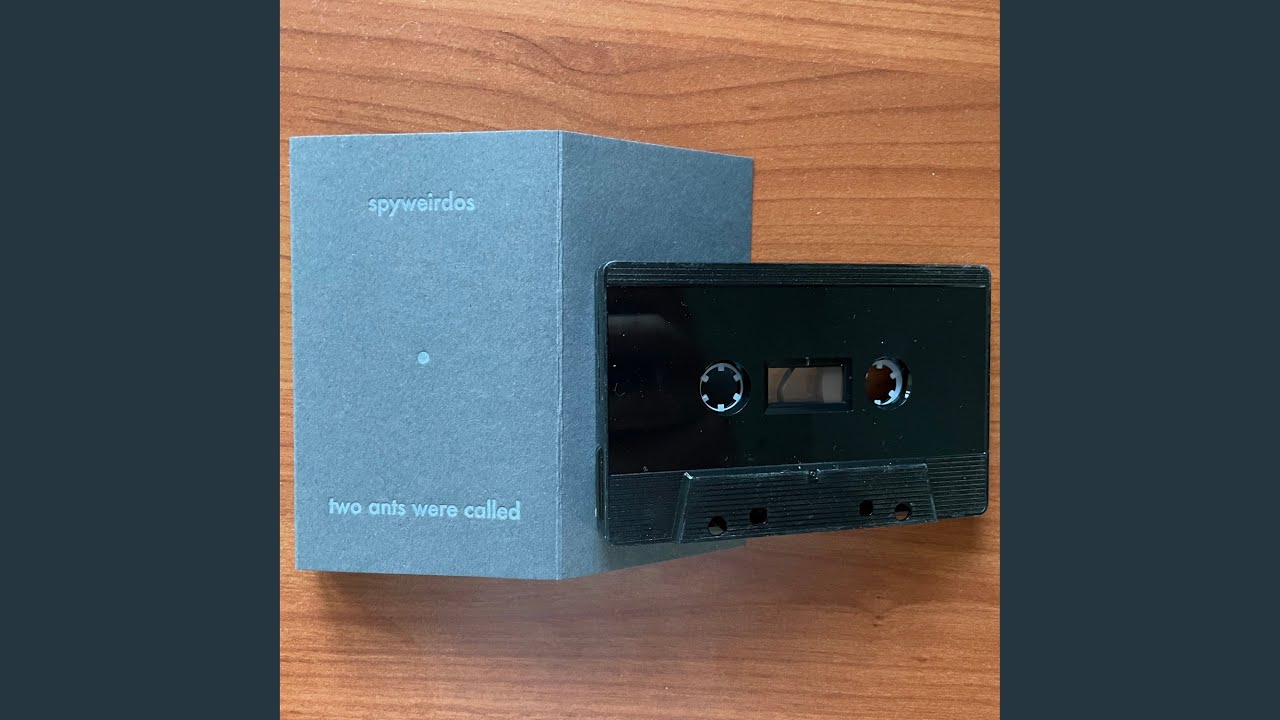 spyweirdos
two ants were called